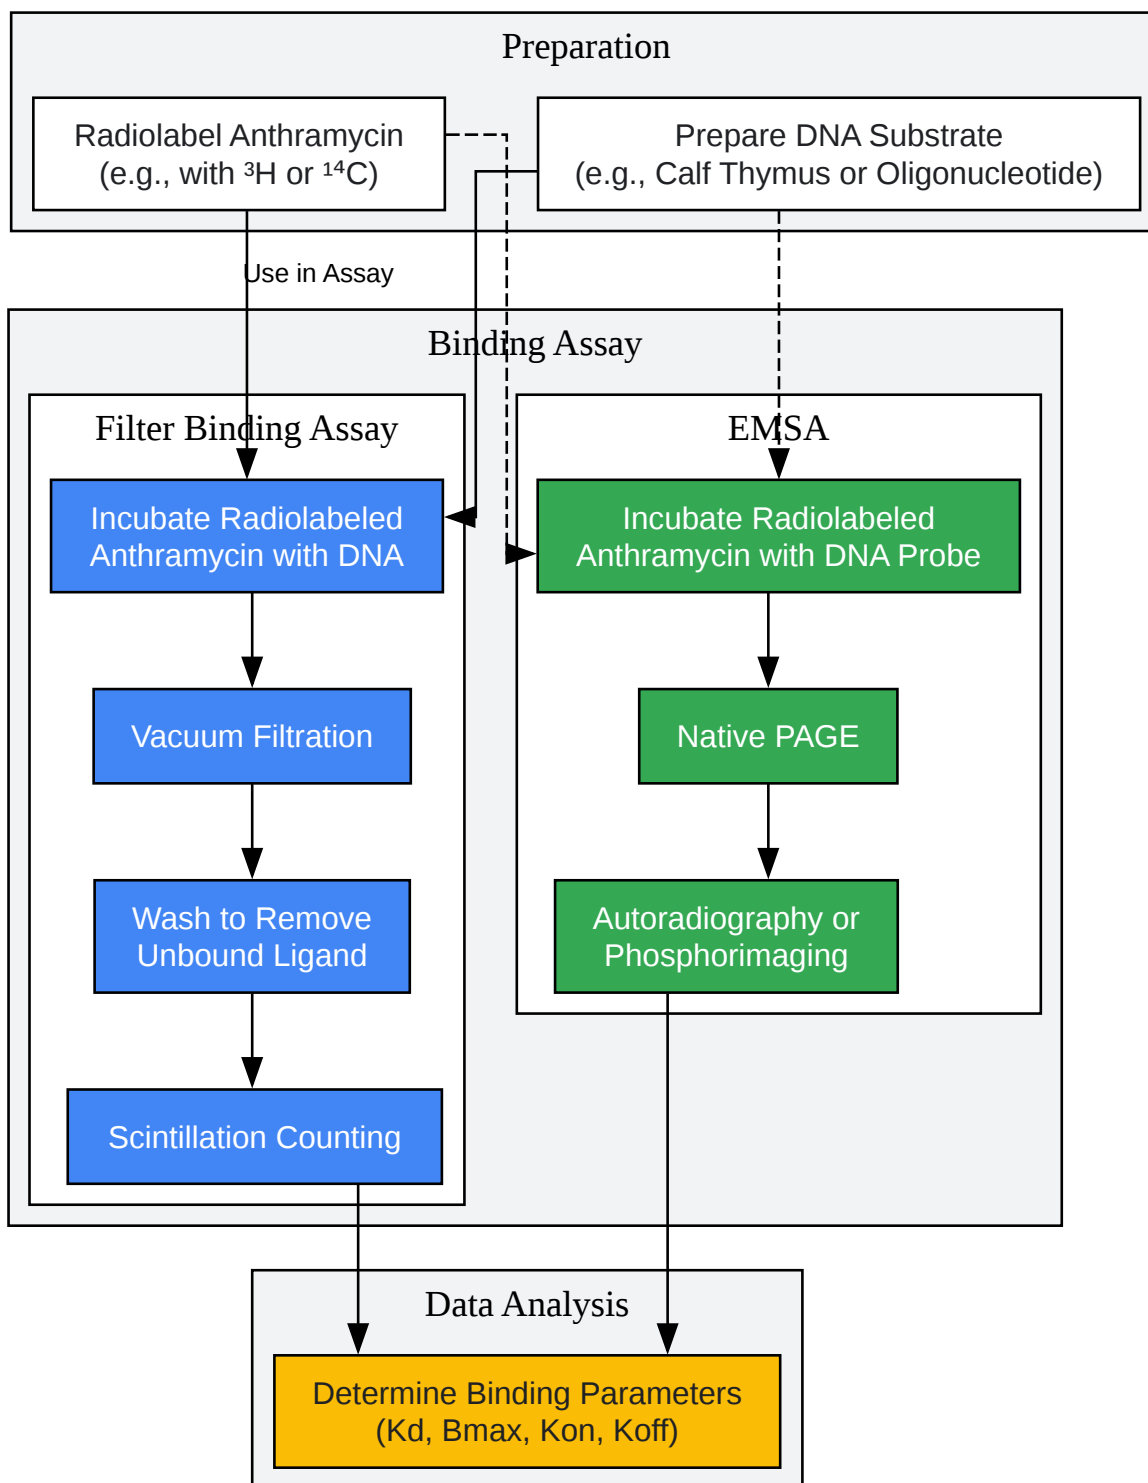 Preparation
Radiolabel Anthramycin
(e.g., with ³H or ¹⁴C)
Prepare DNA Substrate
(e.g., Calf Thymus or Oligonucleotide)
Use in Assay
Binding Assay
Filter Binding Assay
Incubate Radiolabeled
Anthramycin with DNA
Vacuum Filtration
Wash to Remove
Unbound Ligand
Scintillation Counting
EMSA
Incubate Radiolabeled
Anthramycin with DNA Probe
Native PAGE
Autoradiography or
Phosphorimaging
Data Analysis
Determine Binding Parameters
(Kd, Bmax, Kon, Koff)